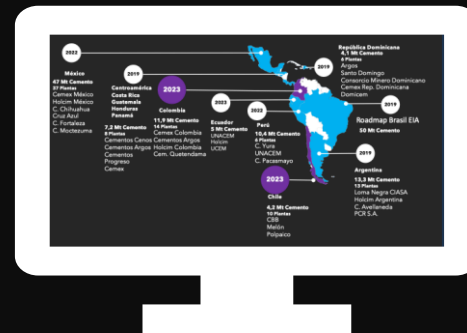 2022
México
47 Mt Cemento
37 Plantas
Cemex México
Holcim México
C. Chihuahua
Cruz Azul
C. Fortaleza
C. Moctezuma
2019
Centroamérica
Costa Rica
Guatemala
Honduras
Panamá
7,2 Mt Cemento
8 Plantas
Cementos Cenos
Cementos Argos
Cementos
Progreso
Cemex
2023
Colombia
11,9 Mt Cemento
14 Plantas
Cemex Colombia
Cementos Argos
Holcim Colombia
Cem. Quetendama
2023
Ecuador
5 Mt Cemento
UNACEM
Holcim
UCEM
2022
Perú
10,4 Mt Cemento
6 Plantas
C. Yura
UNACEM
C. Pacasmayo
2023
Chile
4,2 Mt Cemento
10 Plantas
CBB
Melón
Polpaico
2019
República Dominicana
4,1 Mt Cemento
6 Plantas
Argos
Santo Domingo
Consorcio Minero Dominicano
Cemex Rep. Dominicana
Domicem
2019
Roadmap Brasil EIA
50 Mt Cemento
2019
Argentina
12,3 Mt Cemento
13 Plantas
Loma Negra CIASA
Holcim Argentina
C. Avellaneda
PCR S.A.